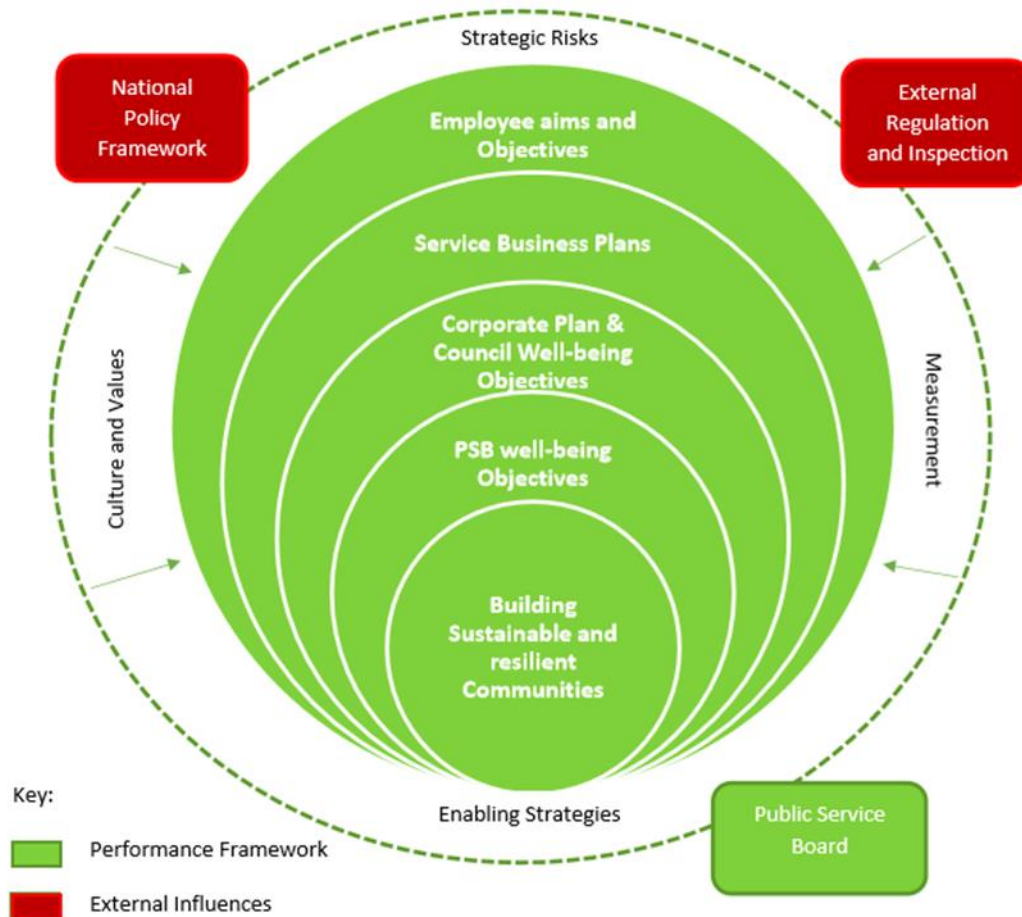 Strategic Risks
National
Policy
Framework
External
Regulation
and Inspection
Employee aims and
Objectives
Service Business Plans
Corporate Plan &
Council Well-being
Objectives
Culture and Values
Measurement
PSB well-being
Objectives
Building
Sustainable and
resilient
Communities
Enabling Strategies
Public Service
Board
Key:
Performance Framework
External Influences